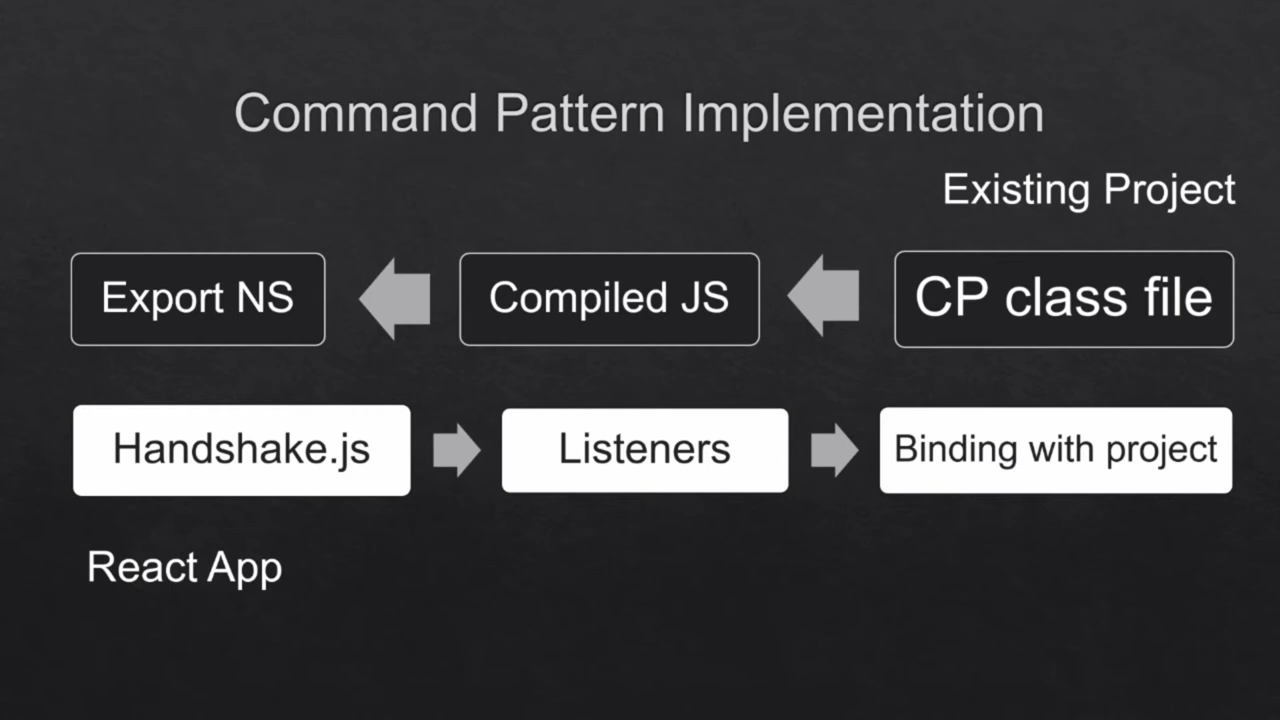 Command Pattern Implementation
Existing Project
Export NS
Compiled JS
CP class file
Handshake.js
Listeners
Binding with project
React App